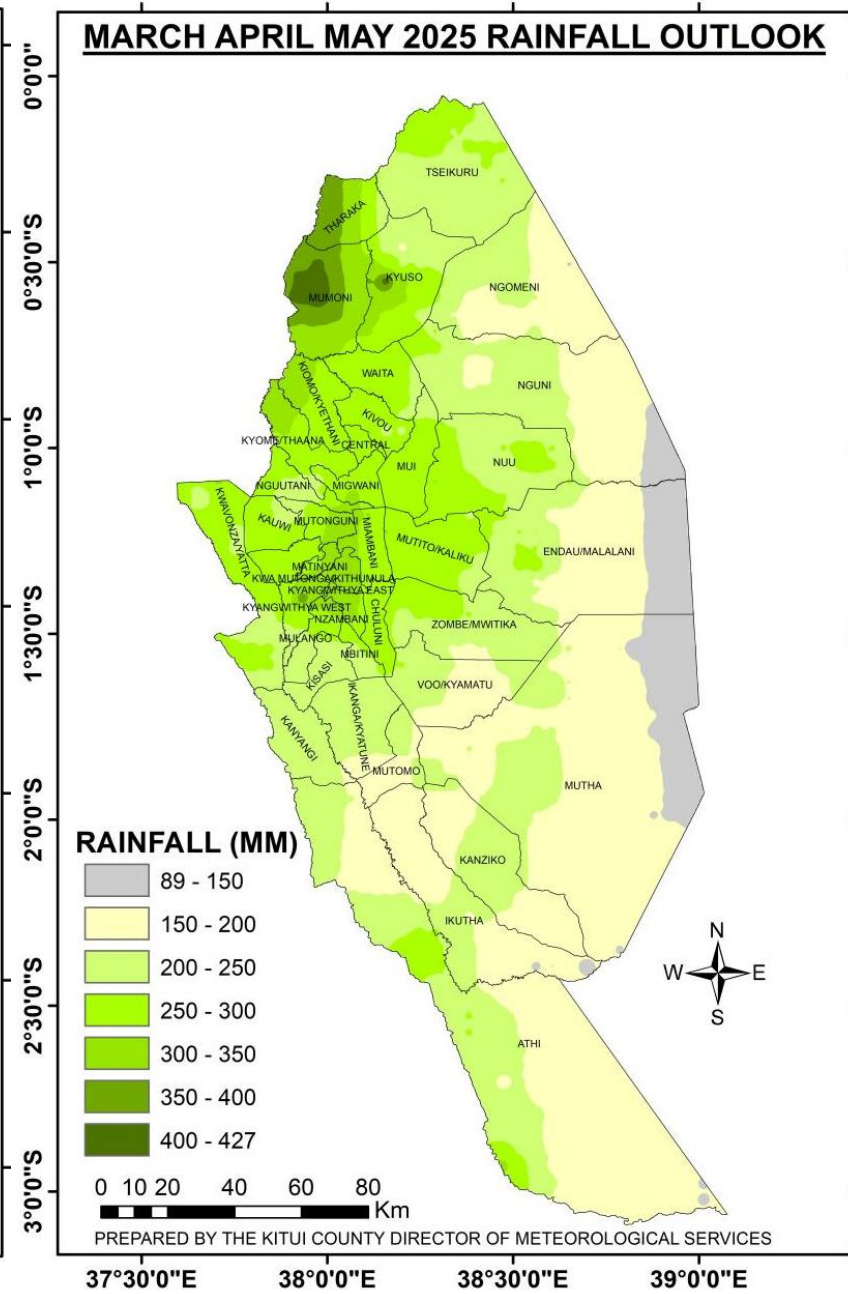 MARCH APRIL MAY 2025 RAINFALL OUTLOOK
0°0'0"
0°30'0"S
1°0'0"S
1°30'0"S
2°0'0"S
2°30'0"S
3°0'0"S
TSEIKURU
THARAKA
KYUSO
MUMONI
NGOMENI
WAITA
KIOMO/KYETHANI
NGUNI
KIVOU
KYOME/THAANA
CENTRAL
MUI
NUU
NGUUTANI
MIGWANI
KWAVONZA/YATTA
KAUWI
MUTONGUNI
MIAMBANI
MUTITO/KALIKU
ENDAU/MALALANI
MATINYANI
KWA MUTONGA/KITHUMULA
KYANGWITHYA EAST
KYANGWITHYA WEST
NZAMBANI
CHULUNI
ZOMBE/MWITIKA
MULANGO
MBITINI
KISASI
VOO/KYAMATU
IKANGA/KYATUNE
KANYANGI
MUTOMO
MUTHA
KANZIKO
IKUTHA
ATHI
RAINFALL (MM)
89 - 150
150 - 200
200 - 250
250 - 300
300 - 350
350 - 400
400 - 427
N
W E
S
0 10 20 40 60 80
Km
PREPARED BY THE KITUI COUNTY DIRECTOR OF METEOROLOGICAL SERVICES
37°30'0"E 38°0'0"E 38°30'0"E 39°0'0"E